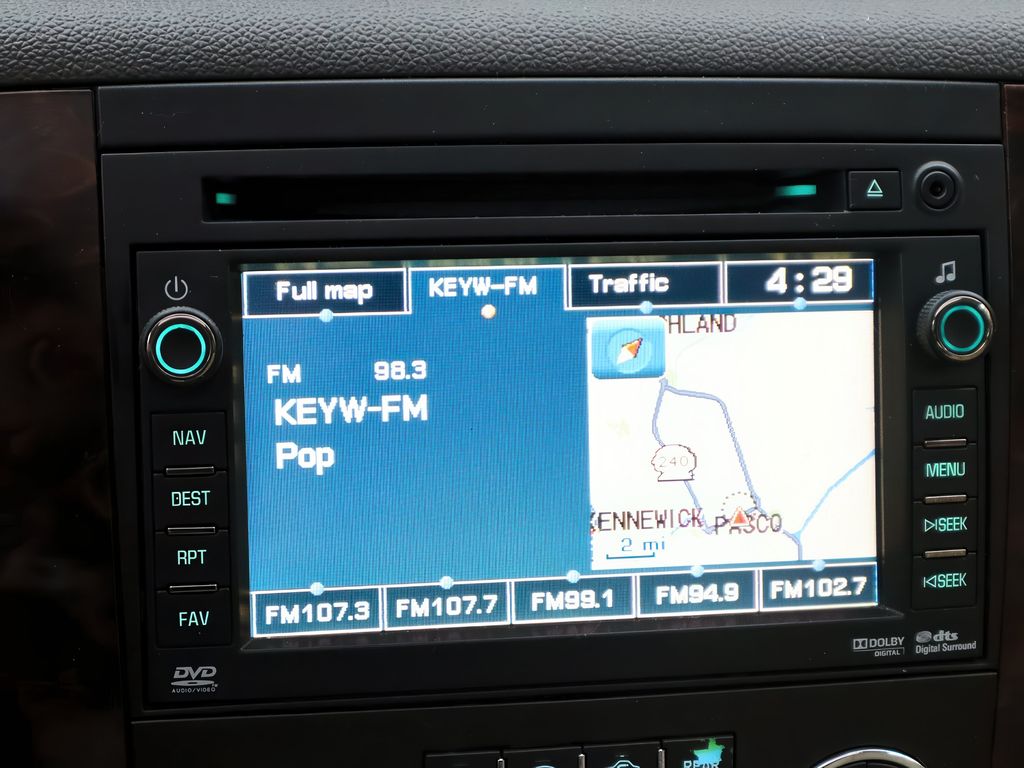 Full map KEYW-FM Traffic 4:29
FM 98.3
KEYW-FM
Pop
HLAND
240
KENNEWICK PASCO
2 mi
FM107.3 FM107.7 FM99.1 FM94.9 FM102.7
NAV
DEST
RPT
FAV
AUDIO
MENU
SEEK
SEEK
DVD
AUDIO/VIDEO
DOLBY
DIGITAL
dts
Digital Surround
REAR